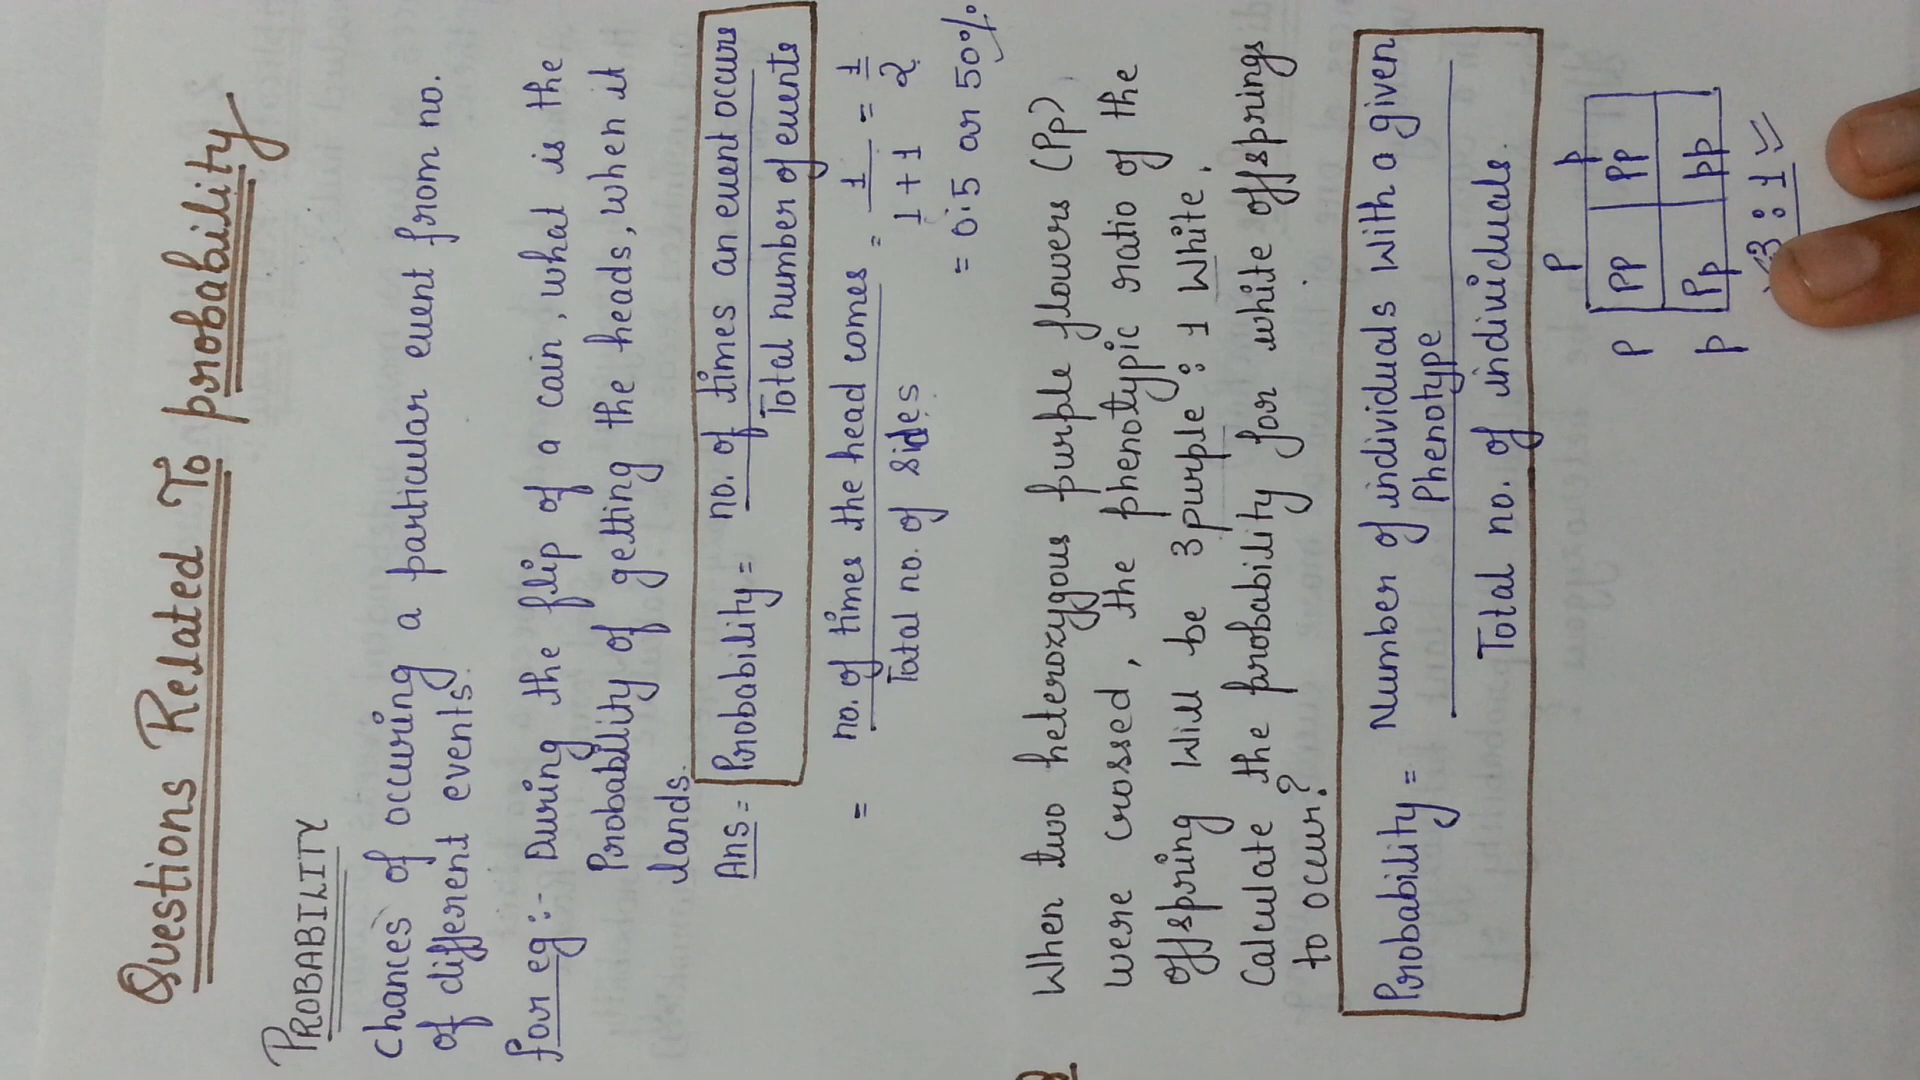 Questions Related To probability
PROBABILITY
Chances of occuring a particular event from no.
of different events.
for eg:- During the flip of a cain, what is the
Probability of getting the heads, when it
lands.
Ans = Probability = no. of times an event occurs
Total number of events
= no. of times the head comes = 1 = 1
Total no. of sides 1+1 2
= 0.5 or 50%
Q
When two heterozygous purple flowers (Pp)
were crossed, the phenotypic ratio of the
offspring will be 3 purple : 1 White.
Calculate the probability for white offsprings
to occur?
Probability = Number of individuals with a given
Phenotype
Total no. of individuals.
P p
P PP Pp
p Pp pp
3 : 1